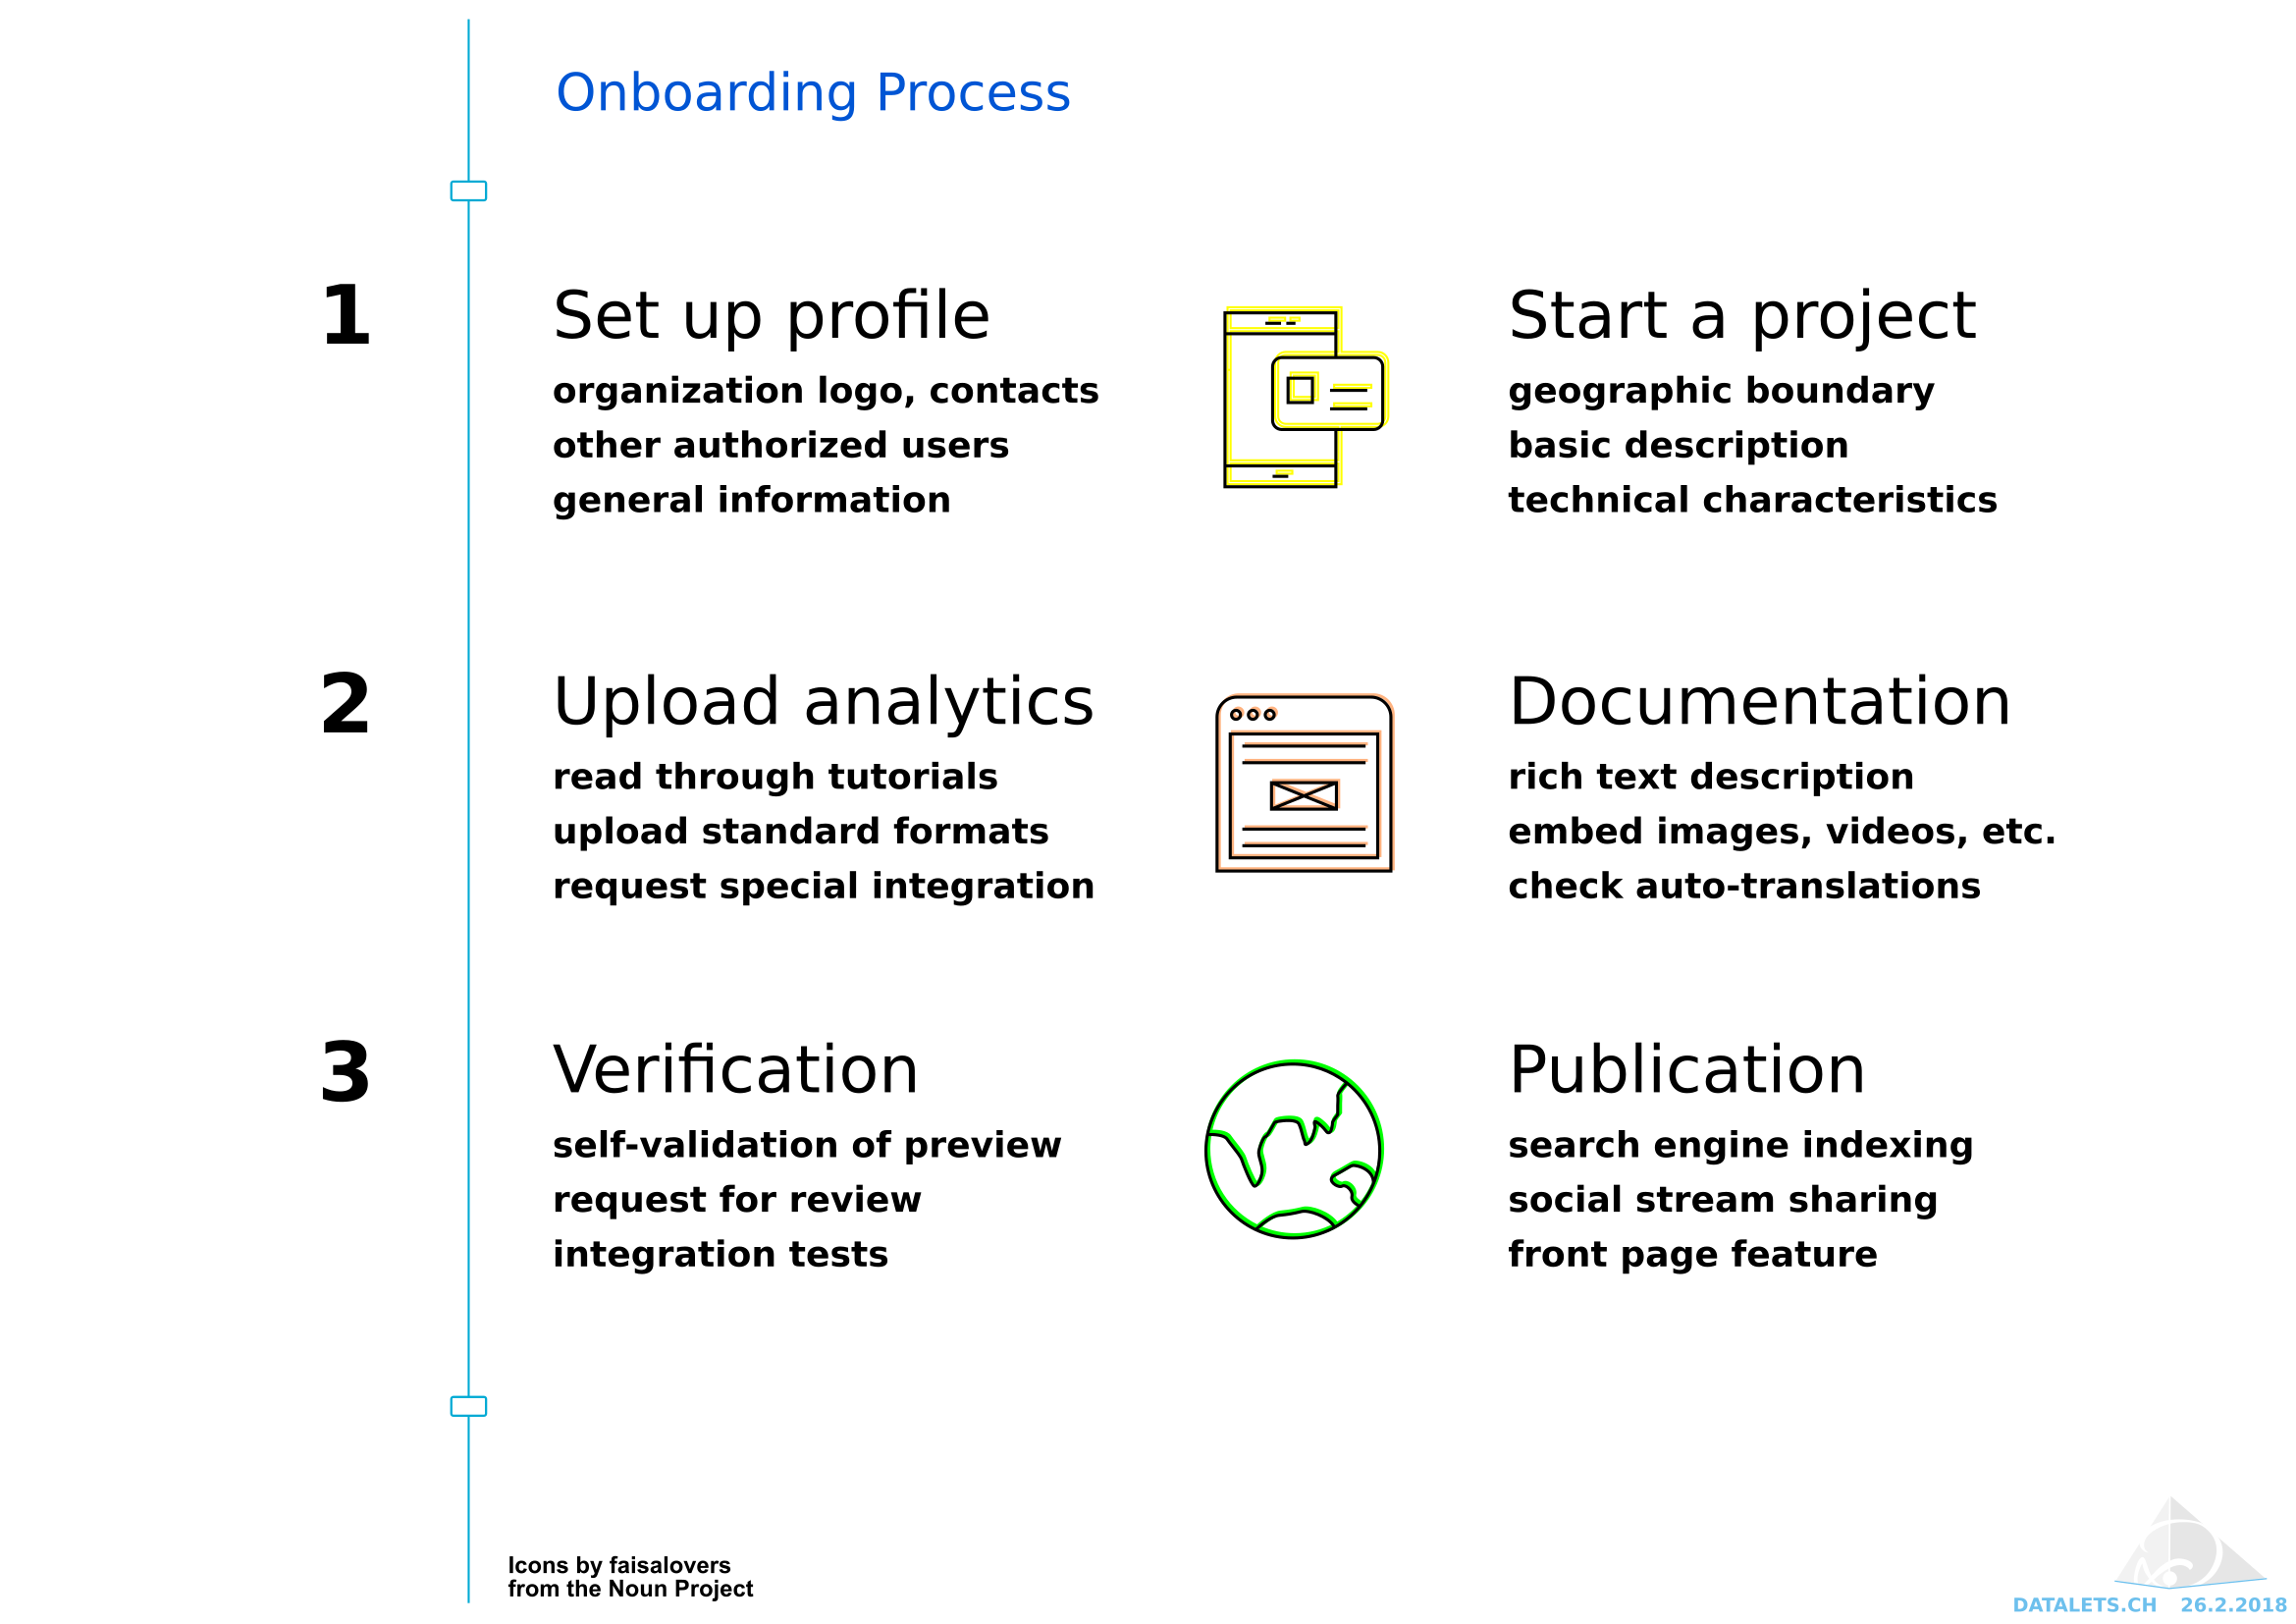 Onboarding Process
1
Set up profile
organization logo, contacts
other authorized users
general information
Start a project
geographic boundary
basic description
technical characteristics
2
Upload analytics
read through tutorials
upload standard formats
request special integration
Documentation
rich text description
embed images, videos, etc.
check auto-translations
3
Verification
self-validation of preview
request for review
integration tests
Publication
search engine indexing
social stream sharing
front page feature
Icons by faisalovers
from the Noun Project
DATALETS.CH 26.2.2018